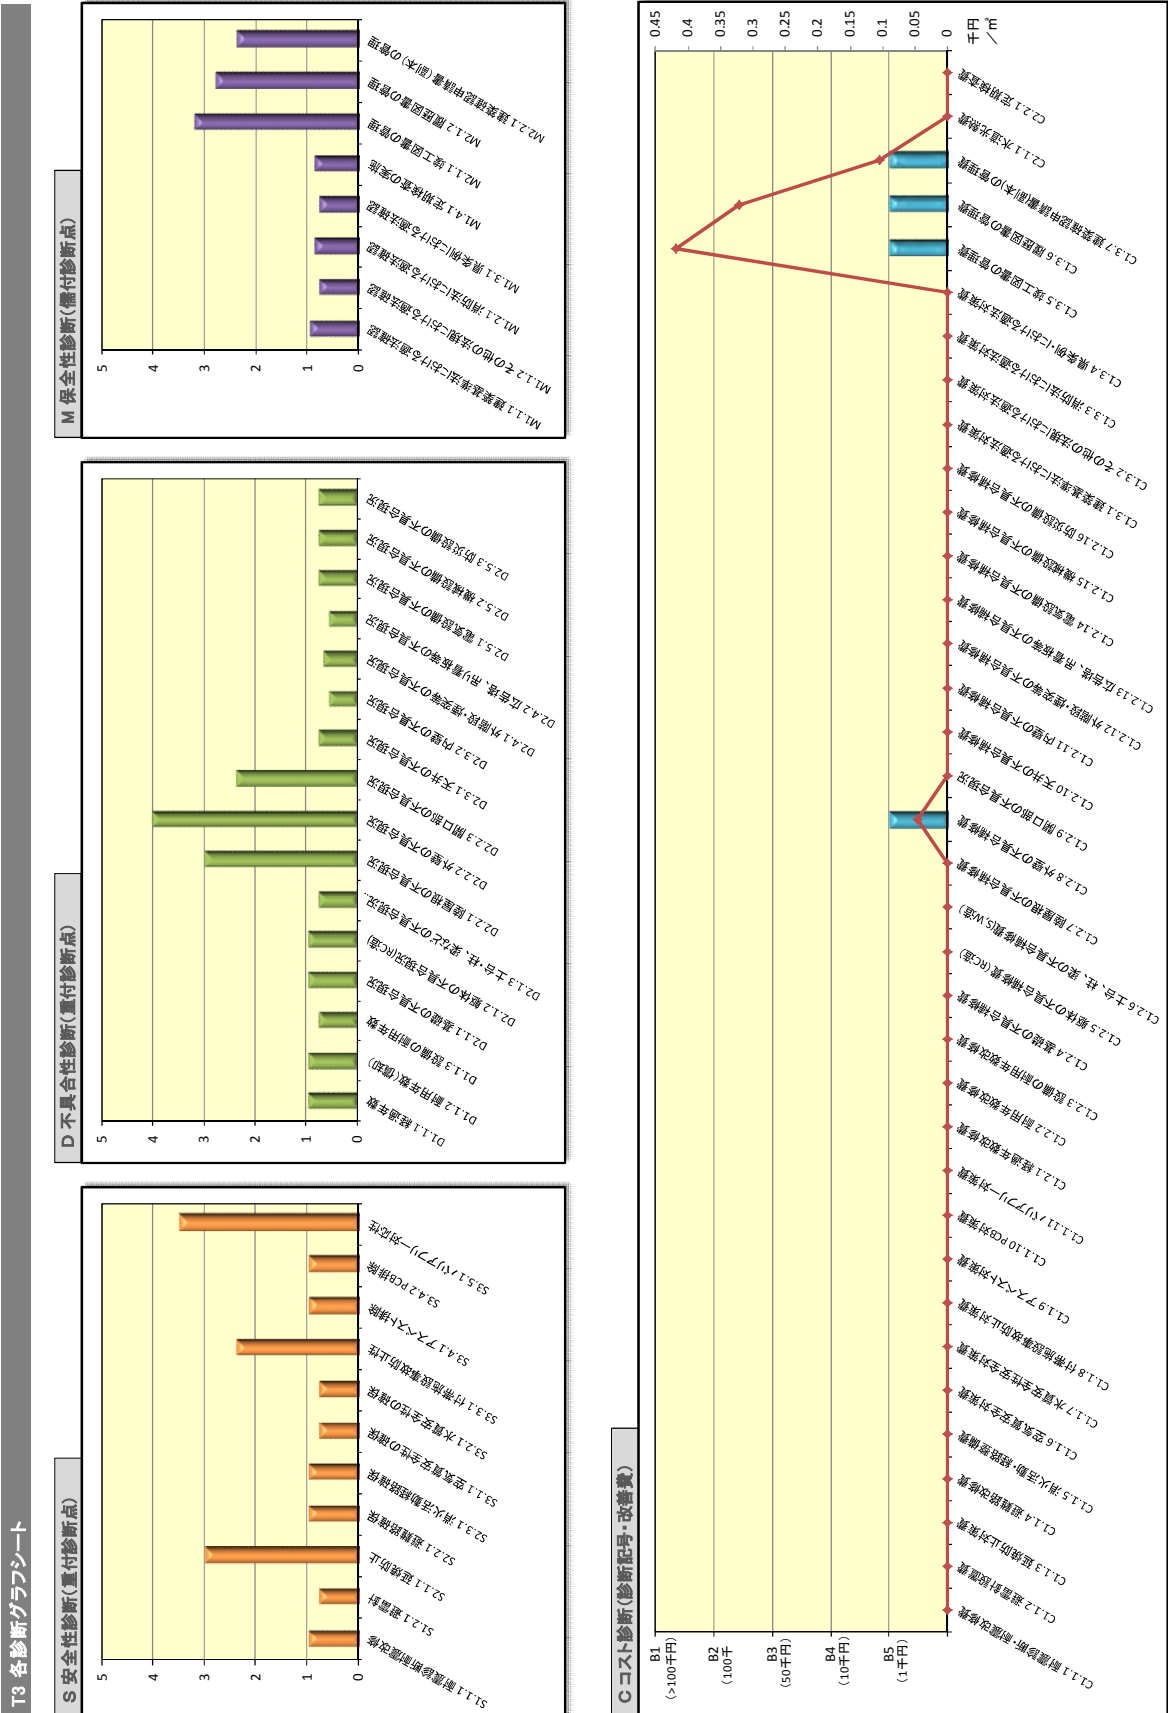 T3 各診断グラフシート
S 安全性診断(重付診断点)
5
4
3
2
1
0
S1.1.1 耐震診断耐震改修
S1.2.1 避雷針
S2.1.1 延焼防止
S2.2.1 避難路確保
S2.3.1 消火活動経路確保
S3.1.1 空気質安全性の確保
S3.2.1 水質安全性の確保
S3.3.1 付帯施設事故防止性
S3.4.1 アスベスト排除
S3.4.2 PCB排除
S3.5.1 バリアフリー対応性
D 不具合性診断(重付診断点)
5
4
3
2
1
0
D1.1.1 経過年数
D1.1.2 耐用年数(償却)
D1.1.3 設備の耐用年数
D2.1.1 基礎の不具合現況
D2.1.2 躯体の不具合現況(RC造)
D2.1.3 土台・柱、梁などの不具合現況…
D2.2.1 陸屋根の不具合現況
D2.2.2 外壁の不具合現況
D2.2.3 開口部の不具合現況
D2.3.1 天井の不具合現況
D2.3.2 内壁の不具合現況
D2.4.1 外階段・煙突等の不具合現況
D2.4.2 広告塔、吊り看板等の不具合現況
D2.5.1 電気設備の不具合現況
D2.5.2 機械設備の不具合現況
D2.5.3 防災設備の不具合現況
M 保全性診断(儒付診断点)
5
4
3
2
1
0
M1.1.1 建築基準法における適法確認
M1.1.2 その他の法規における適法確認
M1.2.1 消防法における適法確認
M1.3.1 県条例における適法確認
M1.4.1 定期検査の実施
M2.1.1 竣工図書の管理
M2.1.2 履歴図書の管理
M2.2.1 建築確認申請書(副本)の管理
C コスト診断(診断記号・改善費)
B1
(>100千円)
B2
(100千
B3
(50千円)
B4
(10千円)
B5
(1千円)
0.45
0.4
0.35
0.3
0.25
0.2
0.15
0.1
0.05
0
千円
/㎡
C1.1.1 耐震診断・耐震改修費
C1.1.2 避雷針設置費
C1.1.3 延焼防止対策費
C1.1.4 避難路改修費
C1.1.5 消火活動・経路整備費
C1.1.6 空気質安全対策費
C1.1.7 水質安全性安全対策費
C1.1.8 付帯施設事故防止対策費
C1.1.9 アスベスト対策費
C1.1.10 PCB対策費
C1.1.11 バリアフリー対策費
C1.2.1 経過年数改修費
C1.2.2 耐用年数改修費
C1.2.3 設備の耐用年数改修費
C1.2.4 基礎の不具合補修費
C1.2.5 躯体の不具合補修費(RC造)
C1.2.6 土台、柱、梁の不具合補修費(S,W造)
C1.2.7 陸屋根の不具合補修費
C1.2.8 外壁の不具合補修費
C1.2.9 開口部の不具合現況
C1.2.10 天井の不具合補修費
C1.2.11 内壁の不具合補修費
C1.2.12 外階段・煙突等の不具合補修費
C1.2.13 広告塔、吊看板等の不具合補修費
C1.2.14 電気設備の不具合補修費
C1.2.15 機械設備の不具合補修費
C1.2.16 防災設備の不具合補修費
C1.3.1 建築基準法における適法対策費
C1.3.2 その他の法規における適法対策費
C1.3.3 消防法における適法対策費
C1.3.4 県条例・における適法対策費
C1.3.5 竣工図書の管理費
C1.3.6 履歴図書の管理費
C1.3.7 建築確認申請書(副本)の管理費
C2.1.1 水道光熱費
C2.2.1 定期検査費